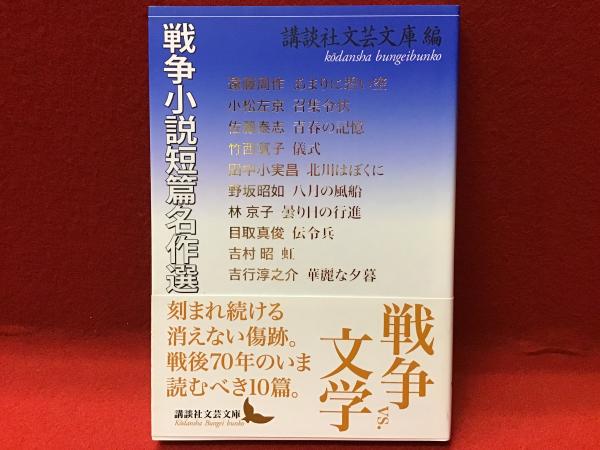 戦争小説短篇名作選
講談社文芸文庫 編
kōdansha bungeibunko
遠藤周作 あまりに碧い空
小松左京 召集令状
佐藤泰志 青春の記憶
竹西寛子 儀式
田中小実昌 北川はぼくに
野坂昭如 八月の風船
林 京子 曇り日の行進
目取真俊 伝令兵
吉村 昭 虹
吉行淳之介 華麗な夕暮
刻まれ続ける
消えない傷跡。
戦後70年のいま
読むべき10篇。
戦争
vs.
文学
講談社文芸文庫
Kōdansha Bungei bunko